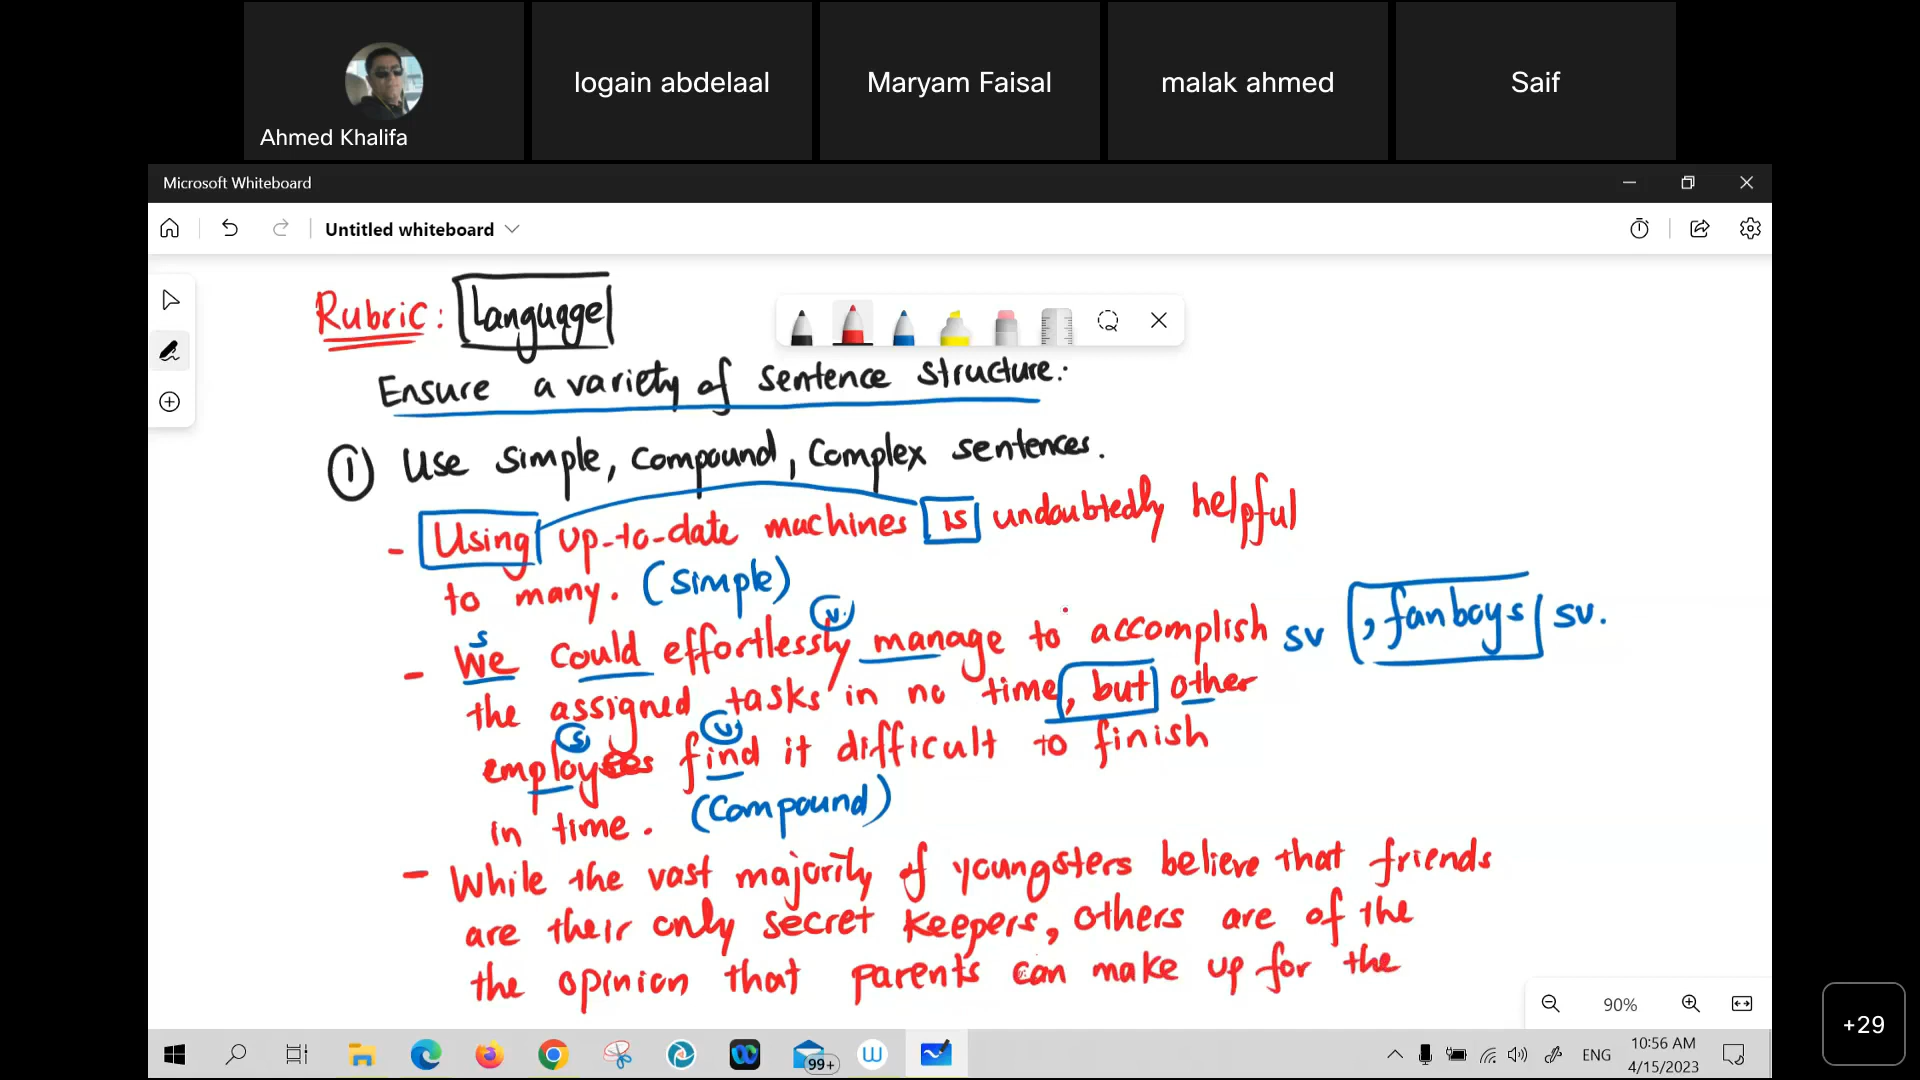 logain abdelaal
Maryam Faisal
malak ahmed
Saif
Ahmed Khalifa
Microsoft Whiteboard
Untitled whiteboard
Rubric: Language
Ensure a variety of sentence structure.
1 Use simple, compound, complex sentences.
- Using up-to-date machines is undoubtedly helpful
to many. (simple)
v.
s
- We could effortlessly manage to accomplish sv , fanboys sv.
the assigned tasks in no time, but other
s v
employees find it difficult to finish
in time. (Compound)
- While the vast majority of youngsters believe that friends
are their only secret keepers, others are of the
the opinion that parents can make up for the
90%
+29
99+
W
ENG
10:56 AM
4/15/2023